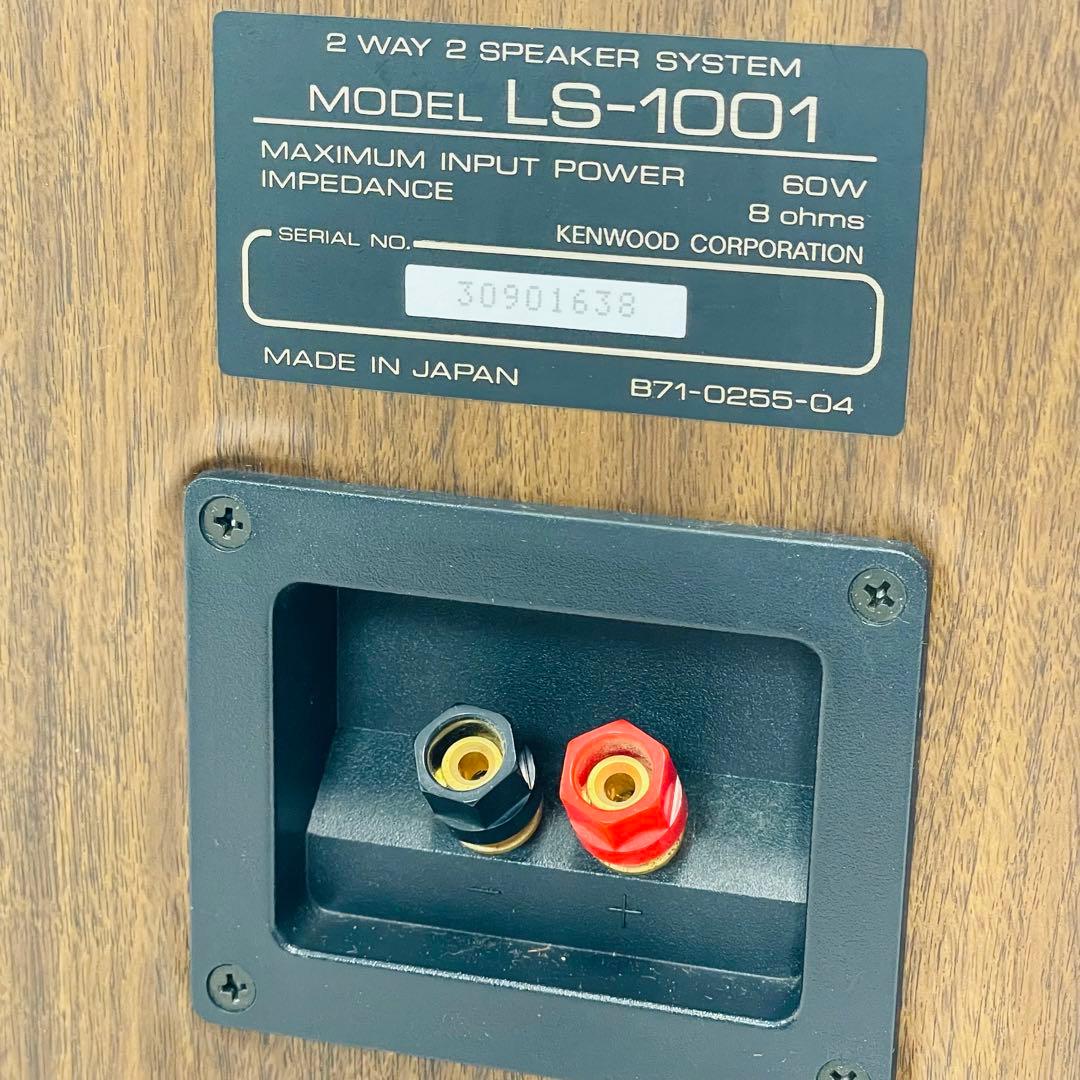 2 WAY 2 SPEAKER SYSTEM
MODEL LS-1001
MAXIMUM INPUT POWER 60W
IMPEDANCE 8 ohms
KENWOOD CORPORATION
SERIAL NO.
30901638
MADE IN JAPAN B71-0255-04
− +